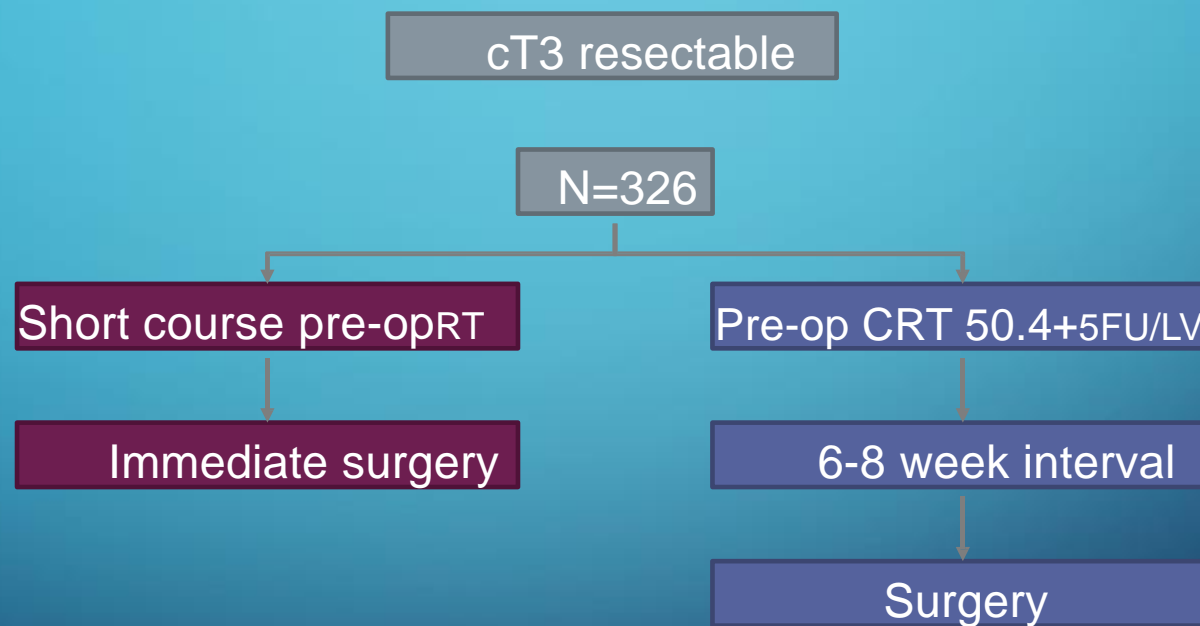 cT3 resectable
N=326
Short course pre-opRT
Pre-op CRT 50.4+5FU/LV
Immediate surgery
6-8 week interval
Surgery